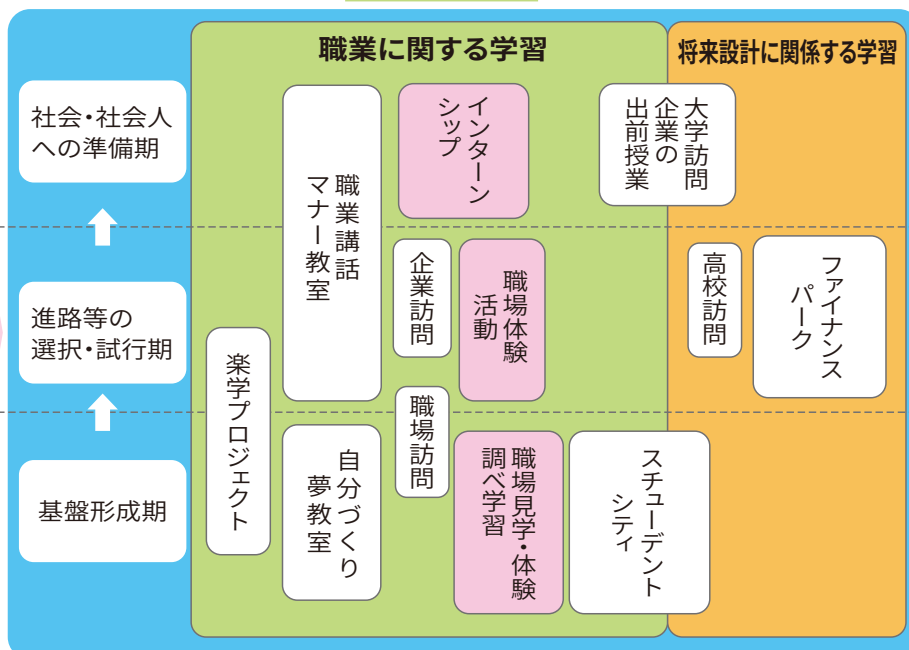 職業に関する学習
将来設計に関係する学習
社会・社会人
への準備期
進路等の
選択・試行期
基盤形成期
楽学プロジェクト
職業講話
マナー教室
自分づくり
夢教室
インターン
シップ
企業訪問
職場体験
活動
職場訪問
職場見学・体験
調べ学習
大学訪問
企業の
出前授業
スチューデント
シティ
高校訪問
ファイナンス
パーク